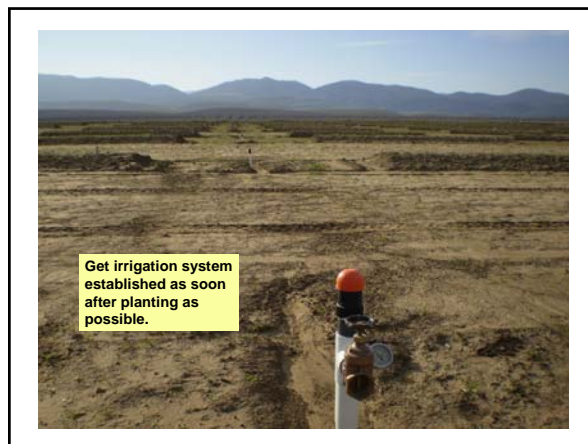 Get irrigation system
established as soon
after planting as
possible.